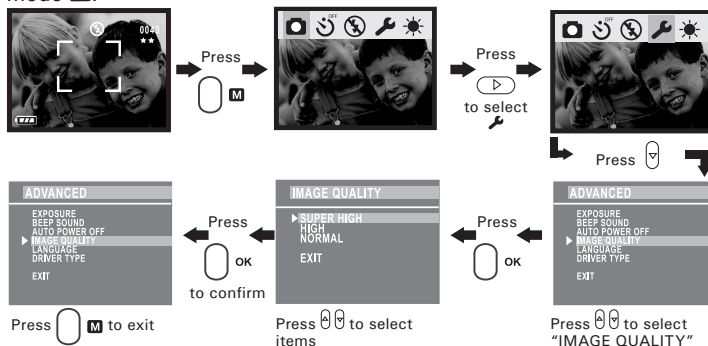 mode
0043
★★
Press
M
OFF
Press
to select
OFF
Press
ADVANCED
EXPOSURE
BEEP SOUND
AUTO POWER OFF
IMAGE QUALITY
LANGUAGE
DRIVER TYPE
EXIT
Press M to exit
Press
OK
to confirm
IMAGE QUALITY
SUPER HIGH
HIGH
NORMAL
EXIT
Press to select
items
Press
OK
ADVANCED
EXPOSURE
BEEP SOUND
AUTO POWER OFF
IMAGE QUALITY
LANGUAGE
DRIVER TYPE
EXIT
Press to select
“IMAGE QUALITY”